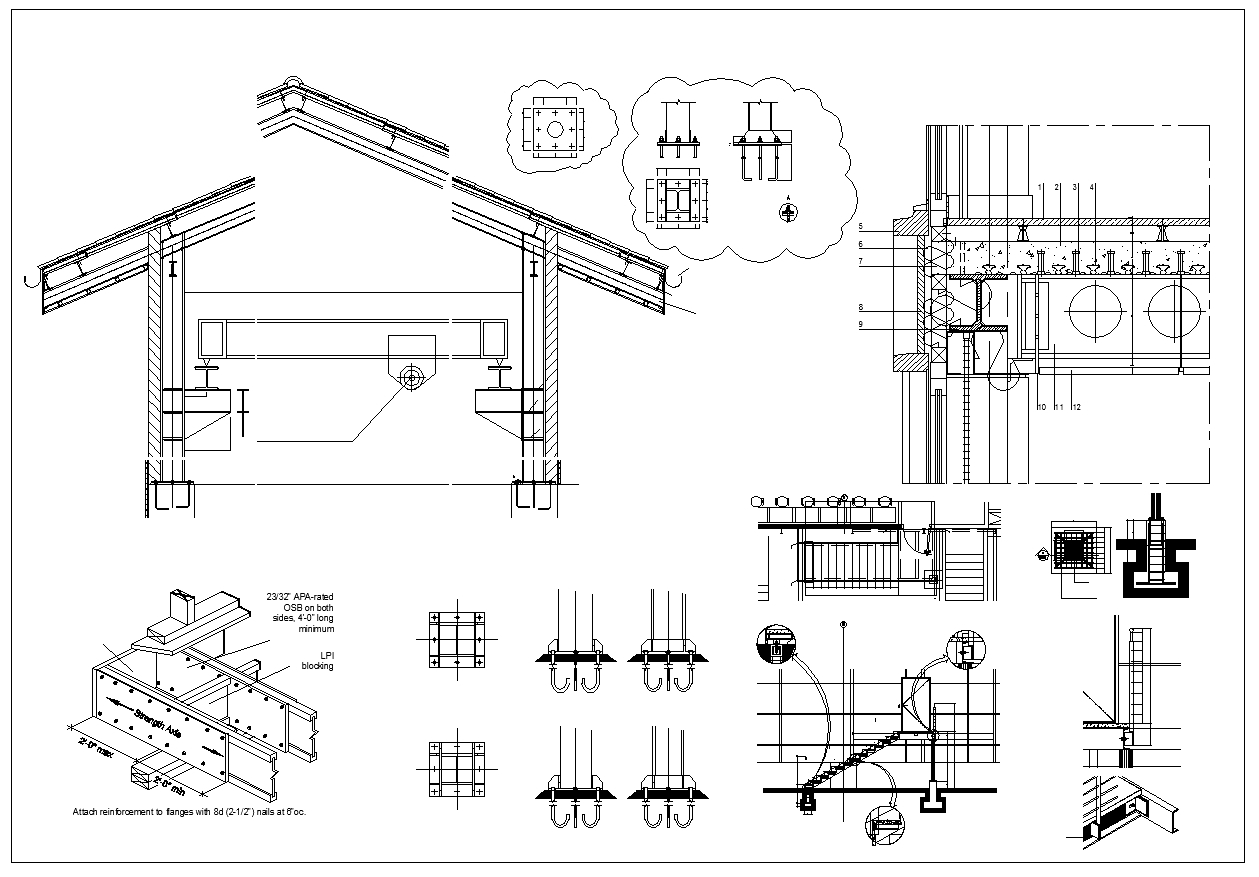 A
1 2 3 4
5
6
7
8
9
10 11 12
23/32" APA-rated
OSB on both
sides, 4'-0" long
minimum
LPI
blocking
Strength Axis
2'-0" max
2'-0" min
Attach reinforcement to flanges with 8d (2-1/2") nails at 6"oc.